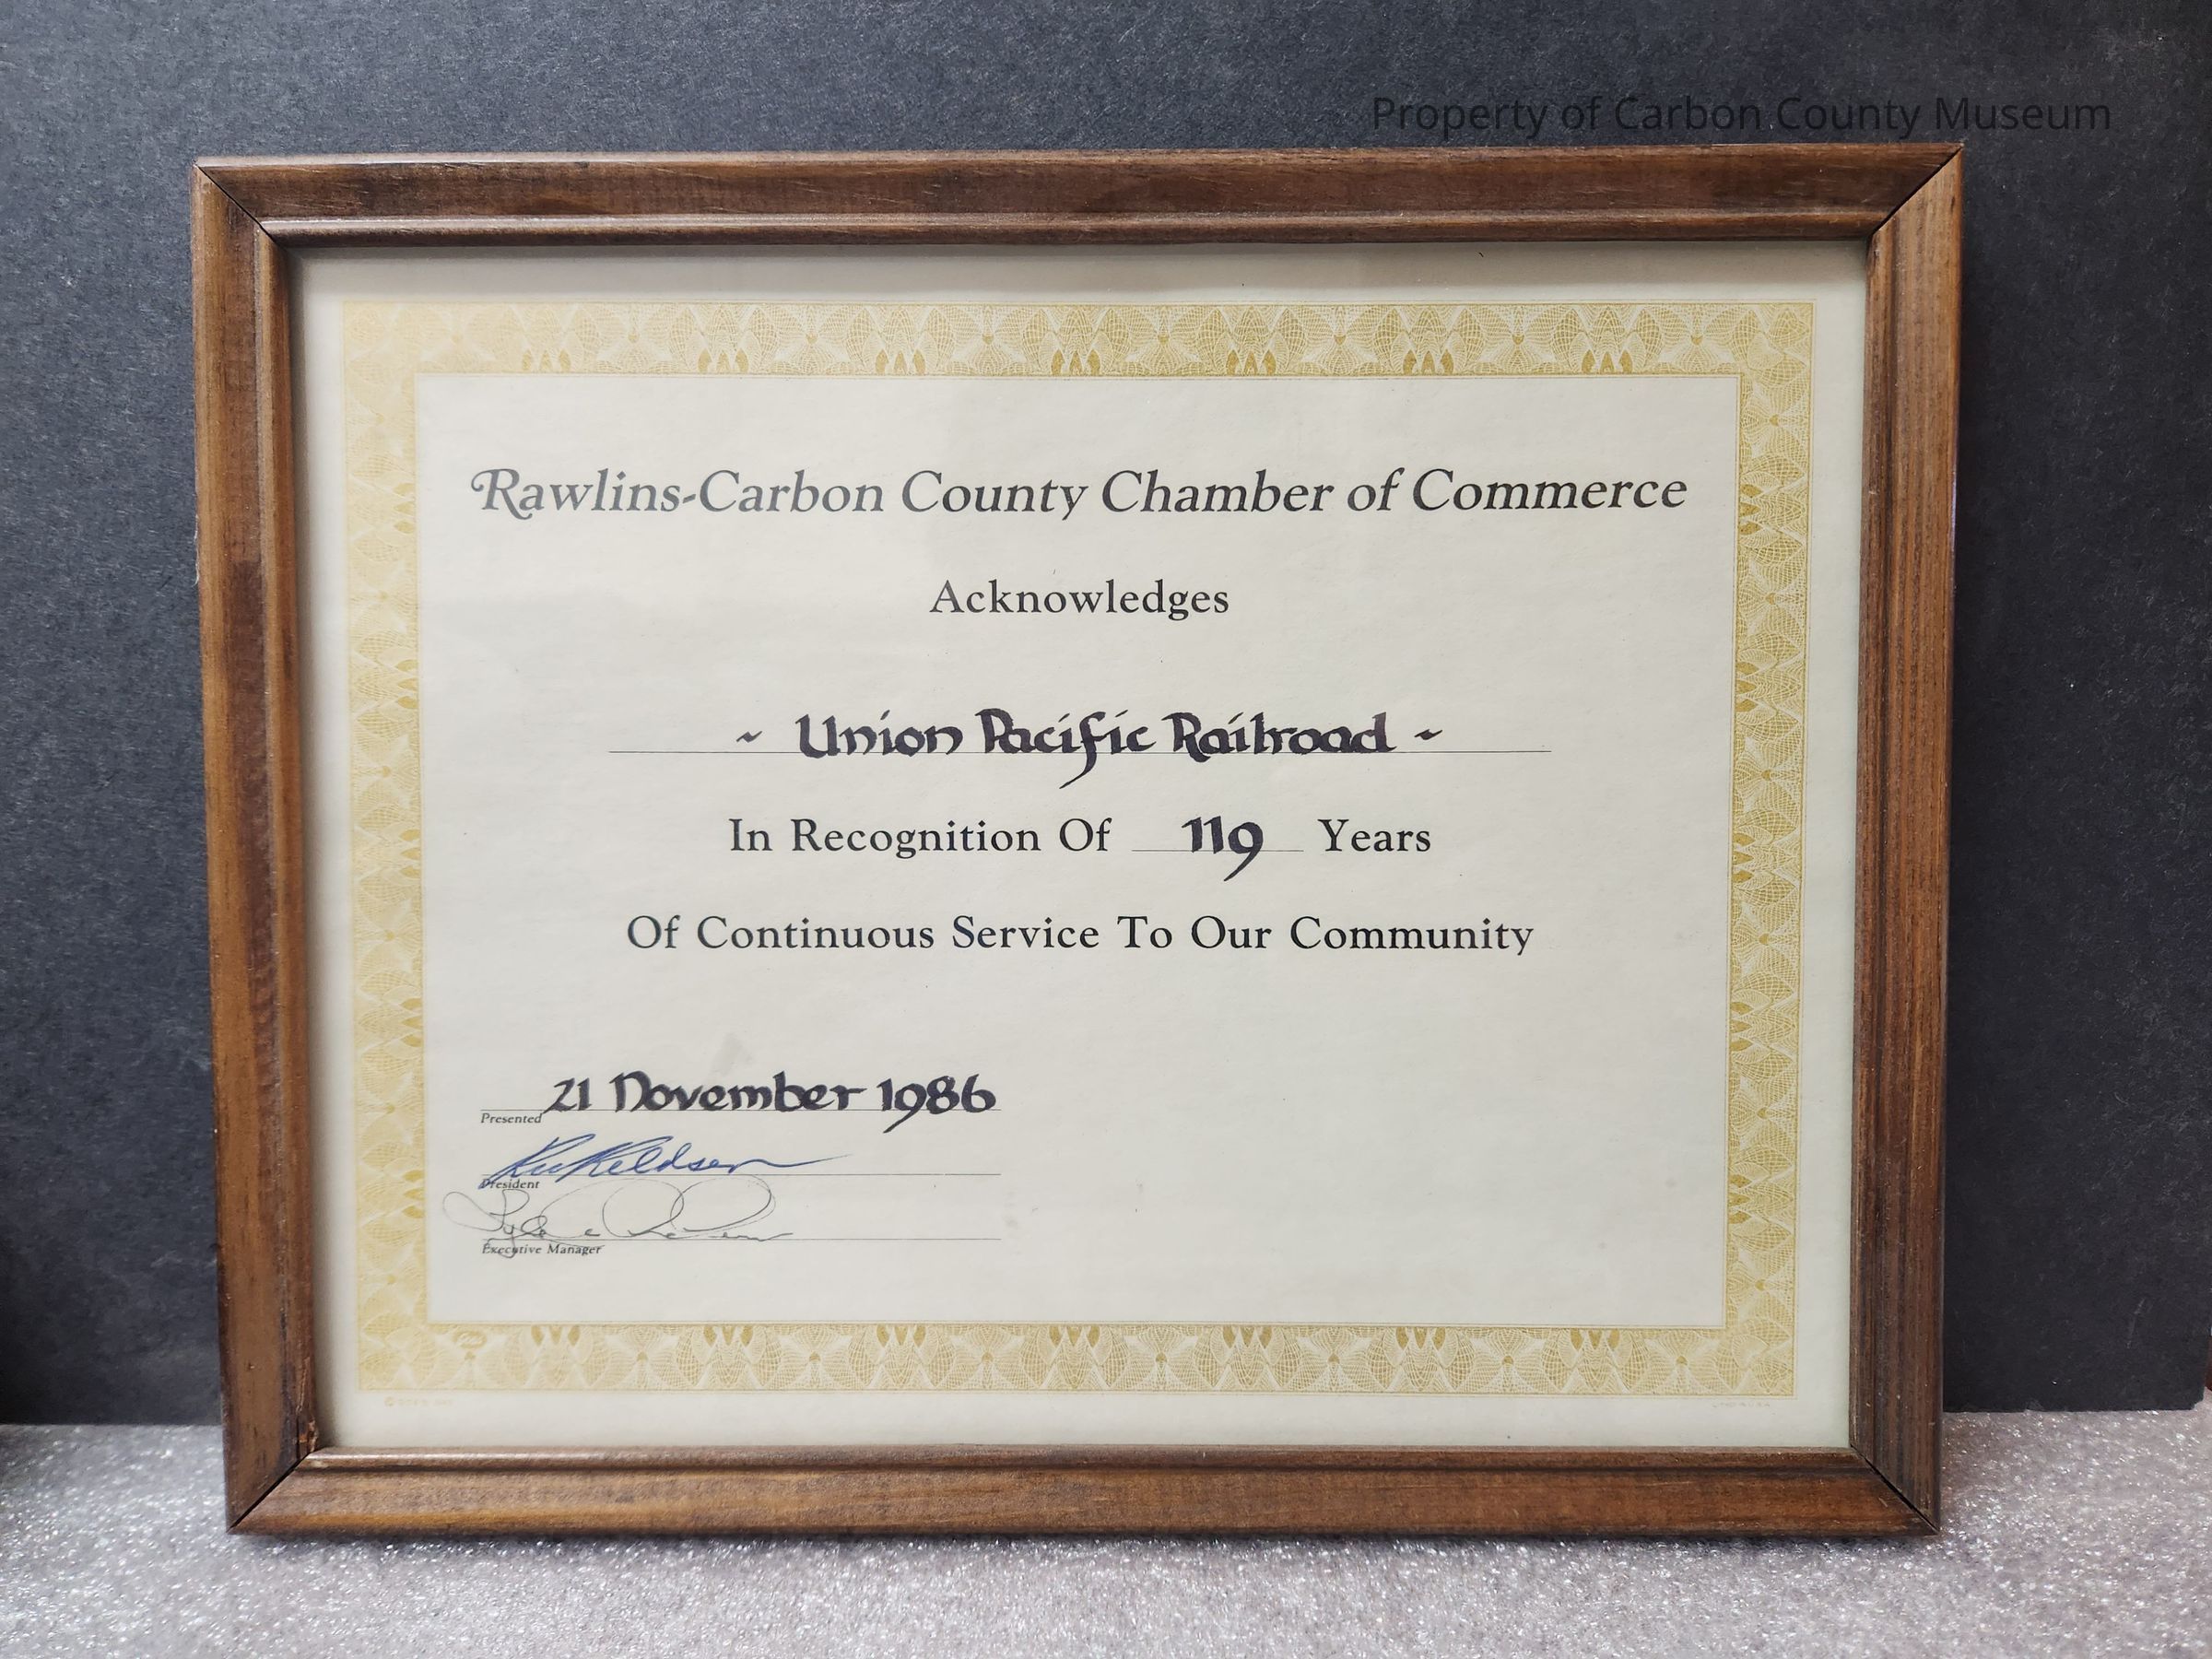 Property of Carbon County Museum
Rawlins-Carbon County Chamber of Commerce
Acknowledges
~ Union Pacific Railroad ~
In Recognition Of 119 Years
Of Continuous Service To Our Community
21 November 1986
Presented
President
Executive Manager